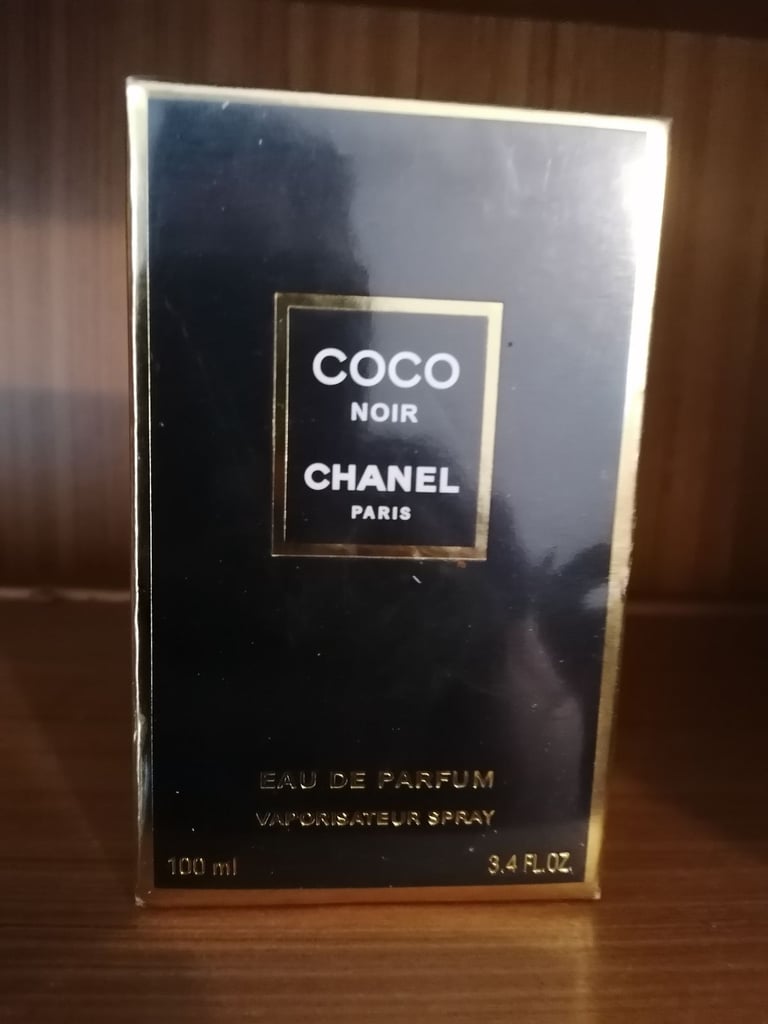 COCO
NOIR
CHANEL
PARIS
EAU DE PARFUM
VAPORISATEUR SPRAY
100 ml 3.4 FL.OZ.